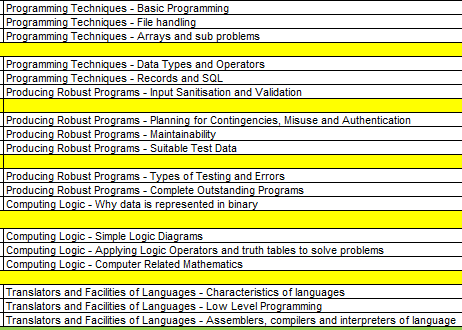 Programming Techniques - Basic Programming
Programming Techniques - File handling
Programming Techniques - Arrays and sub problems
Programming Techniques - Data Types and Operators
Programming Techniques - Records and SQL
Producing Robust Programs - Input Sanitisation and Validation
Producing Robust Programs - Planning for Contingencies, Misuse and Authentication
Producing Robust Programs - Maintainability
Producing Robust Programs - Suitable Test Data
Producing Robust Programs - Types of Testing and Errors
Producing Robust Programs - Complete Outstanding Programs
Computing Logic - Why data is represented in binary
Computing Logic - Simple Logic Diagrams
Computing Logic - Applying Logic Operators and truth tables to solve problems
Computing Logic - Computer Related Mathematics
Translators and Facilities of Languages - Characteristics of languages
Translators and Facilities of Languages - Low Level Programming
Translators and Facilities of Languages - Assemblers, compilers and interpreters of language